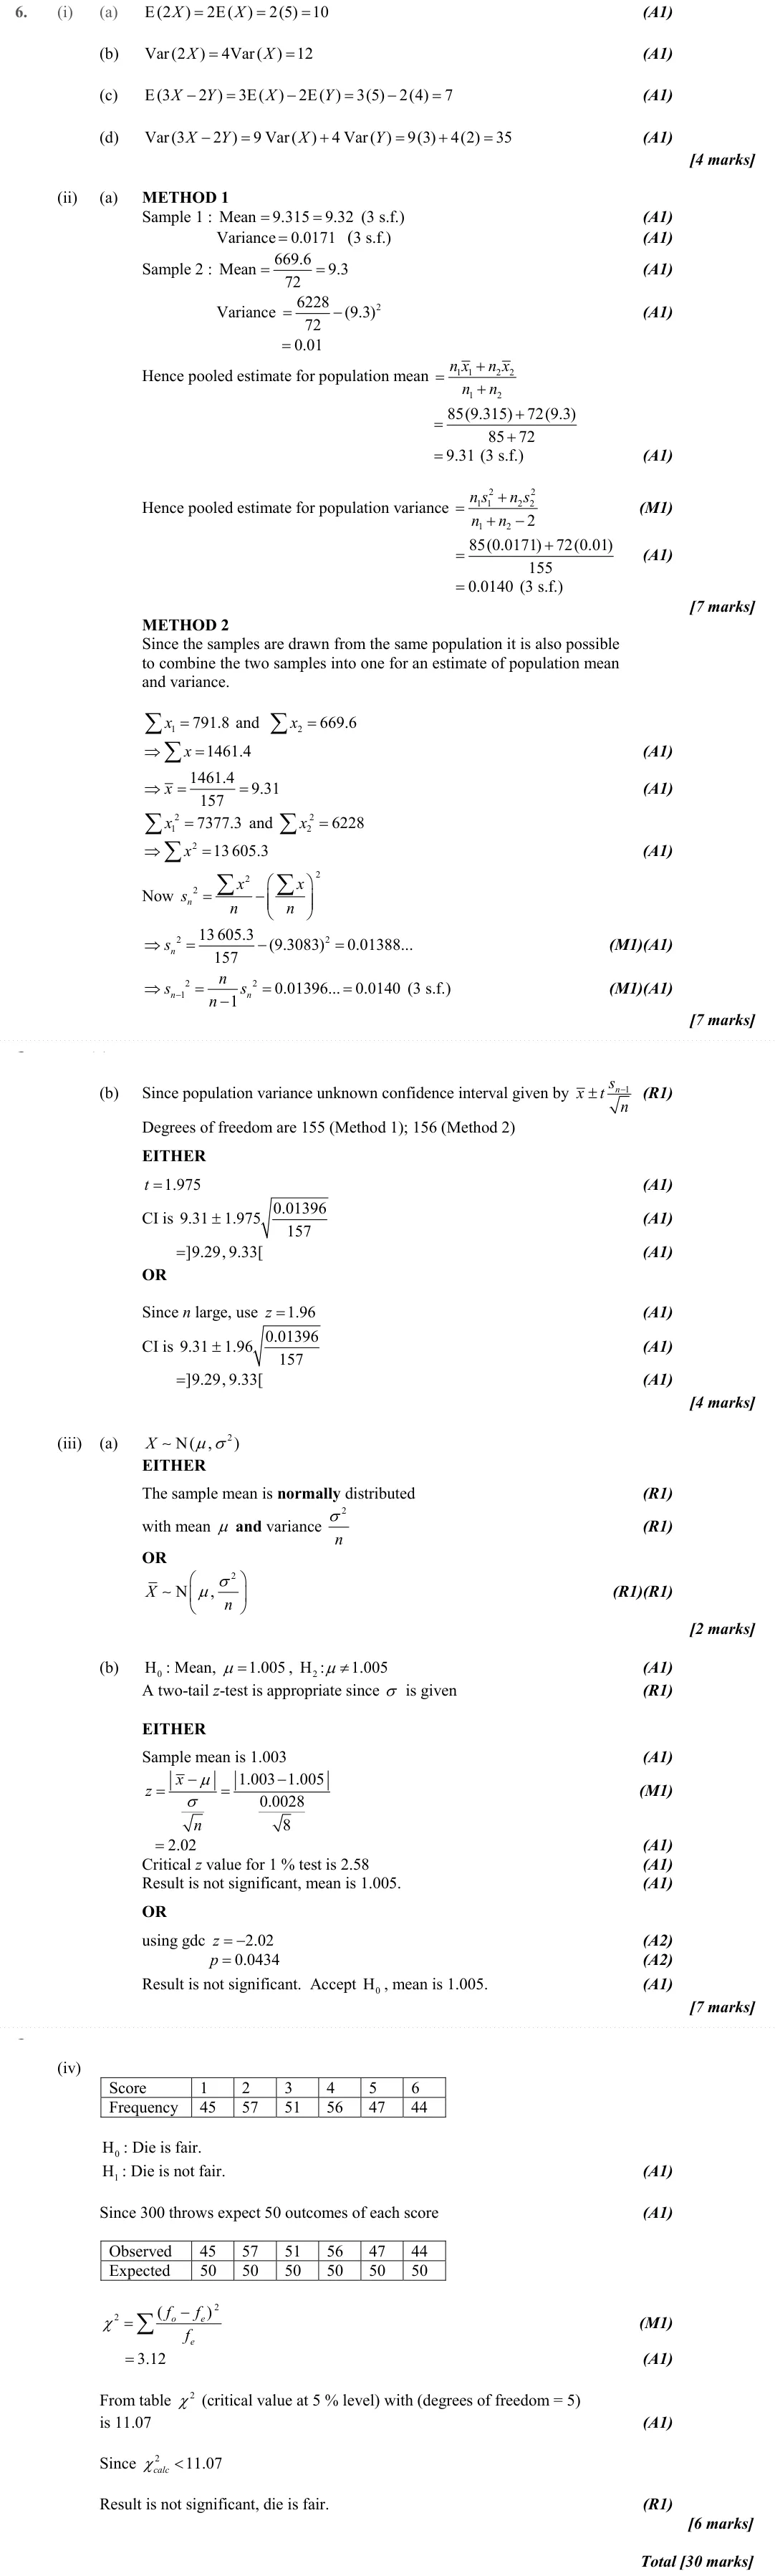 6. (i) (a) E(2X) = 2E(X) = 2(5) = 10 (A1)
(b) Var(2X) = 4Var(X) = 12 (A1)
(c) E(3X − 2Y) = 3E(X) − 2E(Y) = 3(5) − 2(4) = 7 (A1)
(d) Var(3X − 2Y) = 9 Var(X) + 4 Var(Y) = 9(3) + 4(2) = 35 (A1)
[4 marks]
(ii) (a) METHOD 1
Sample 1 : Mean = 9.315 = 9.32 (3 s.f.) (A1)
Variance = 0.0171 (3 s.f.) (A1)
Sample 2 : Mean = 669.6/72 = 9.3 (A1)
Variance = 6228/72 − (9.3)² (A1)
= 0.01
Hence pooled estimate for population mean = (n₁x̄₁ + n₂x̄₂)/(n₁ + n₂)
= (85(9.315) + 72(9.3))/(85 + 72)
= 9.31 (3 s.f.) (A1)
Hence pooled estimate for population variance = (n₁s₁² + n₂s₂²)/(n₁ + n₂ − 2) (M1)
= (85(0.0171) + 72(0.01))/155 (A1)
= 0.0140 (3 s.f.)
[7 marks]
METHOD 2
Since the samples are drawn from the same population it is also possible
to combine the two samples into one for an estimate of population mean
and variance.
∑x₁ = 791.8 and ∑x₂ = 669.6
⇒ ∑x = 1461.4 (A1)
⇒ x̄ = 1461.4/157 = 9.31 (A1)
∑x₁² = 7377.3 and ∑x₂² = 6228
⇒ ∑x² = 13 605.3 (A1)
Now sₙ² = ∑x²/n − (∑x/n)²
⇒ sₙ² = 13 605.3/157 − (9.3083)² = 0.01388... (M1)(A1)
⇒ sₙ₋₁² = n/(n−1) sₙ² = 0.01396... = 0.0140 (3 s.f.) (M1)(A1)
[7 marks]
(b) Since population variance unknown confidence interval given by x̄ ± t sₙ₋₁/√n (R1)
Degrees of freedom are 155 (Method 1); 156 (Method 2)
EITHER
t = 1.975 (A1)
CI is 9.31 ± 1.975√(0.01396/157) (A1)
=]9.29, 9.33[ (A1)
OR
Since n large, use z = 1.96 (A1)
CI is 9.31 ± 1.96√(0.01396/157) (A1)
=]9.29, 9.33[ (A1)
[4 marks]
(iii) (a) X ~ N(μ, σ²)
EITHER
The sample mean is normally distributed (R1)
with mean μ and variance σ²/n (R1)
OR
X̄ ~ N(μ, σ²/n) (R1)(R1)
[2 marks]
(b) H₀ : Mean, μ = 1.005 , H₂ : μ ≠ 1.005 (A1)
A two-tail z-test is appropriate since σ is given (R1)
EITHER
Sample mean is 1.003 (A1)
z = |x̄ − μ|/(σ/√n) = |1.003 − 1.005|/(0.0028/√8) (M1)
= 2.02 (A1)
Critical z value for 1 % test is 2.58 (A1)
Result is not significant, mean is 1.005. (A1)
OR
using gdc z = −2.02 (A2)
p = 0.0434 (A2)
Result is not significant. Accept H₀ , mean is 1.005. (A1)
[7 marks]
(iv)
Score 1 2 3 4 5 6
Frequency 45 57 51 56 47 44
H₀ : Die is fair.
H₁ : Die is not fair. (A1)
Since 300 throws expect 50 outcomes of each score (A1)
Observed 45 57 51 56 47 44
Expected 50 50 50 50 50 50
χ² = ∑(fₒ − fₑ)²/fₑ (M1)
= 3.12 (A1)
From table χ² (critical value at 5 % level) with (degrees of freedom = 5)
is 11.07 (A1)
Since χ²calc < 11.07
Result is not significant, die is fair. (R1)
[6 marks]
Total [30 marks]